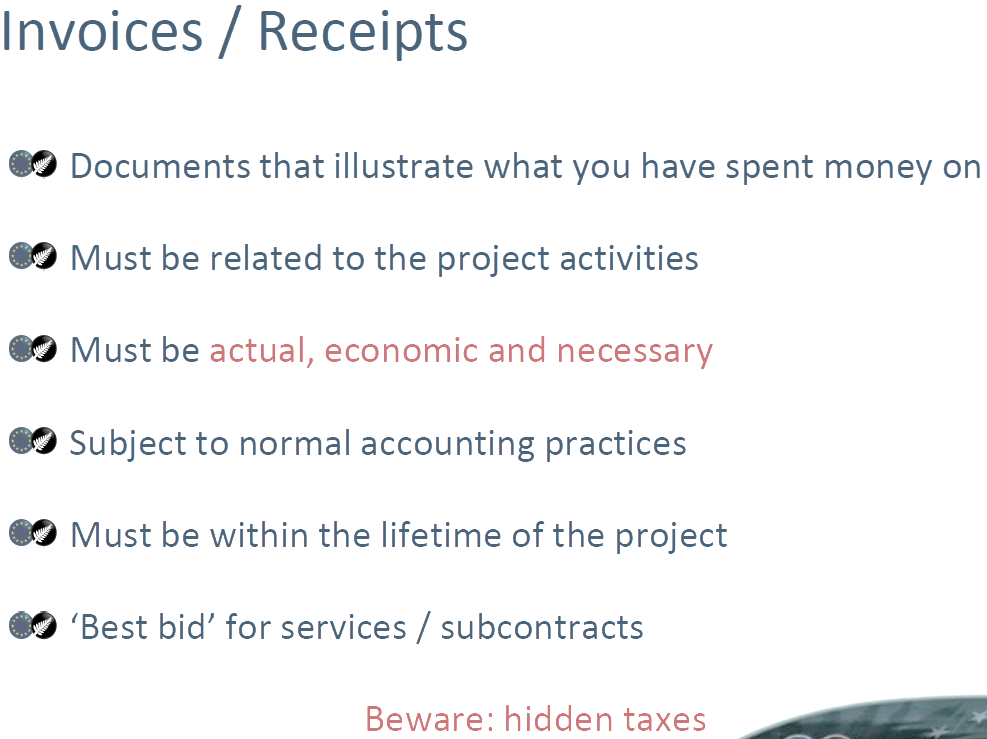 Invoices / Receipts
Documents that illustrate what you have spent money on
Must be related to the project activities
Must be actual, economic and necessary
Subject to normal accounting practices
Must be within the lifetime of the project
‘Best bid’ for services / subcontracts
Beware: hidden taxes